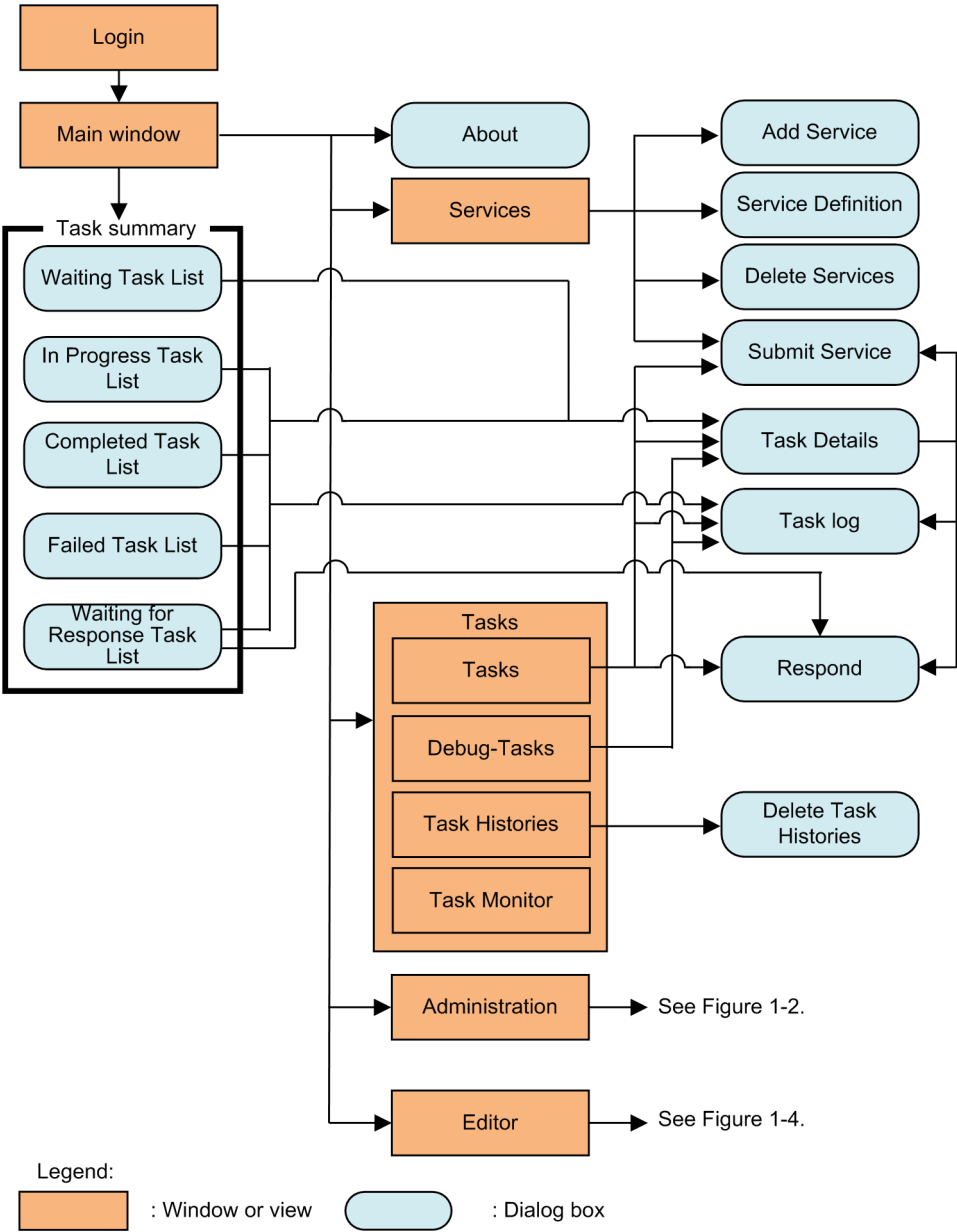 Login
Main window
About
Add Service
Services
Service Definition
Task summary
Waiting Task List
Delete Services
In Progress Task
List
Submit Service
Completed Task
List
Task Details
Failed Task List
Task log
Waiting for
Response Task
List
Tasks
Tasks
Respond
Debug-Tasks
Task Histories
Delete Task
Histories
Task Monitor
Administration
See Figure 1-2.
Editor
See Figure 1-4.
Legend:
: Window or view
: Dialog box